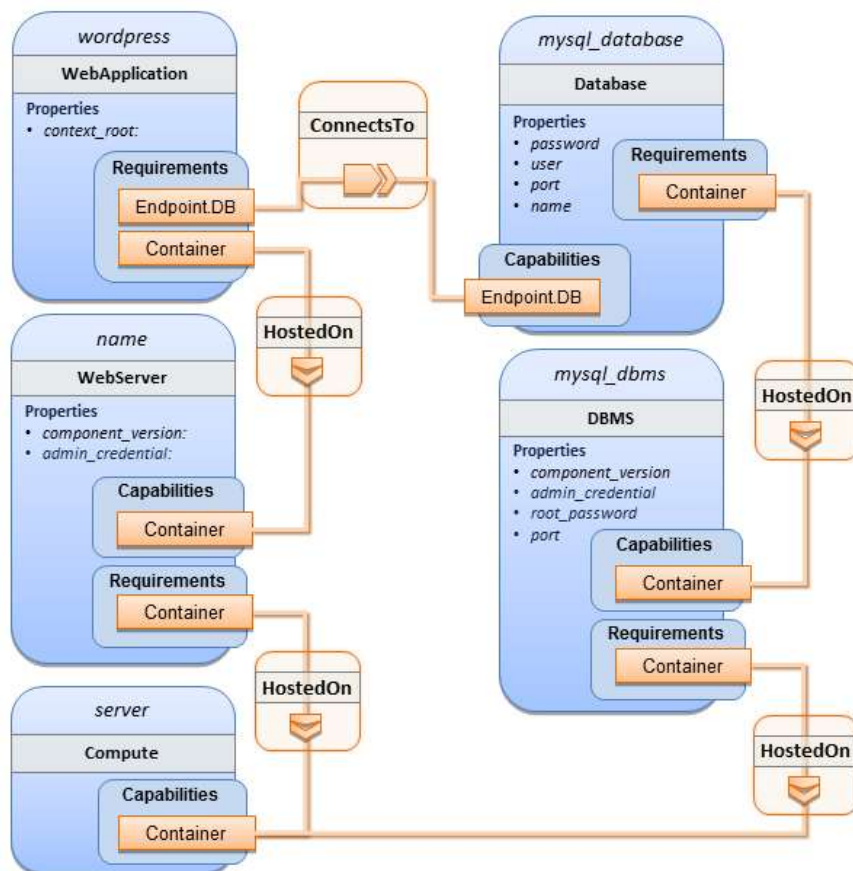 wordpress
WebApplication
Properties
• context_root:
Requirements
Endpoint.DB
Container
ConnectsTo
mysql_database
Database
Properties
• password
• user
• port
• name
Requirements
Container
Capabilities
Endpoint.DB
HostedOn
name
WebServer
Properties
• component_version:
• admin_credential:
Capabilities
Container
Requirements
Container
mysql_dbms
DBMS
Properties
• component_version
• admin_credential
• root_password
• port
Capabilities
Container
Requirements
Container
HostedOn
HostedOn
server
Compute
Capabilities
Container
HostedOn